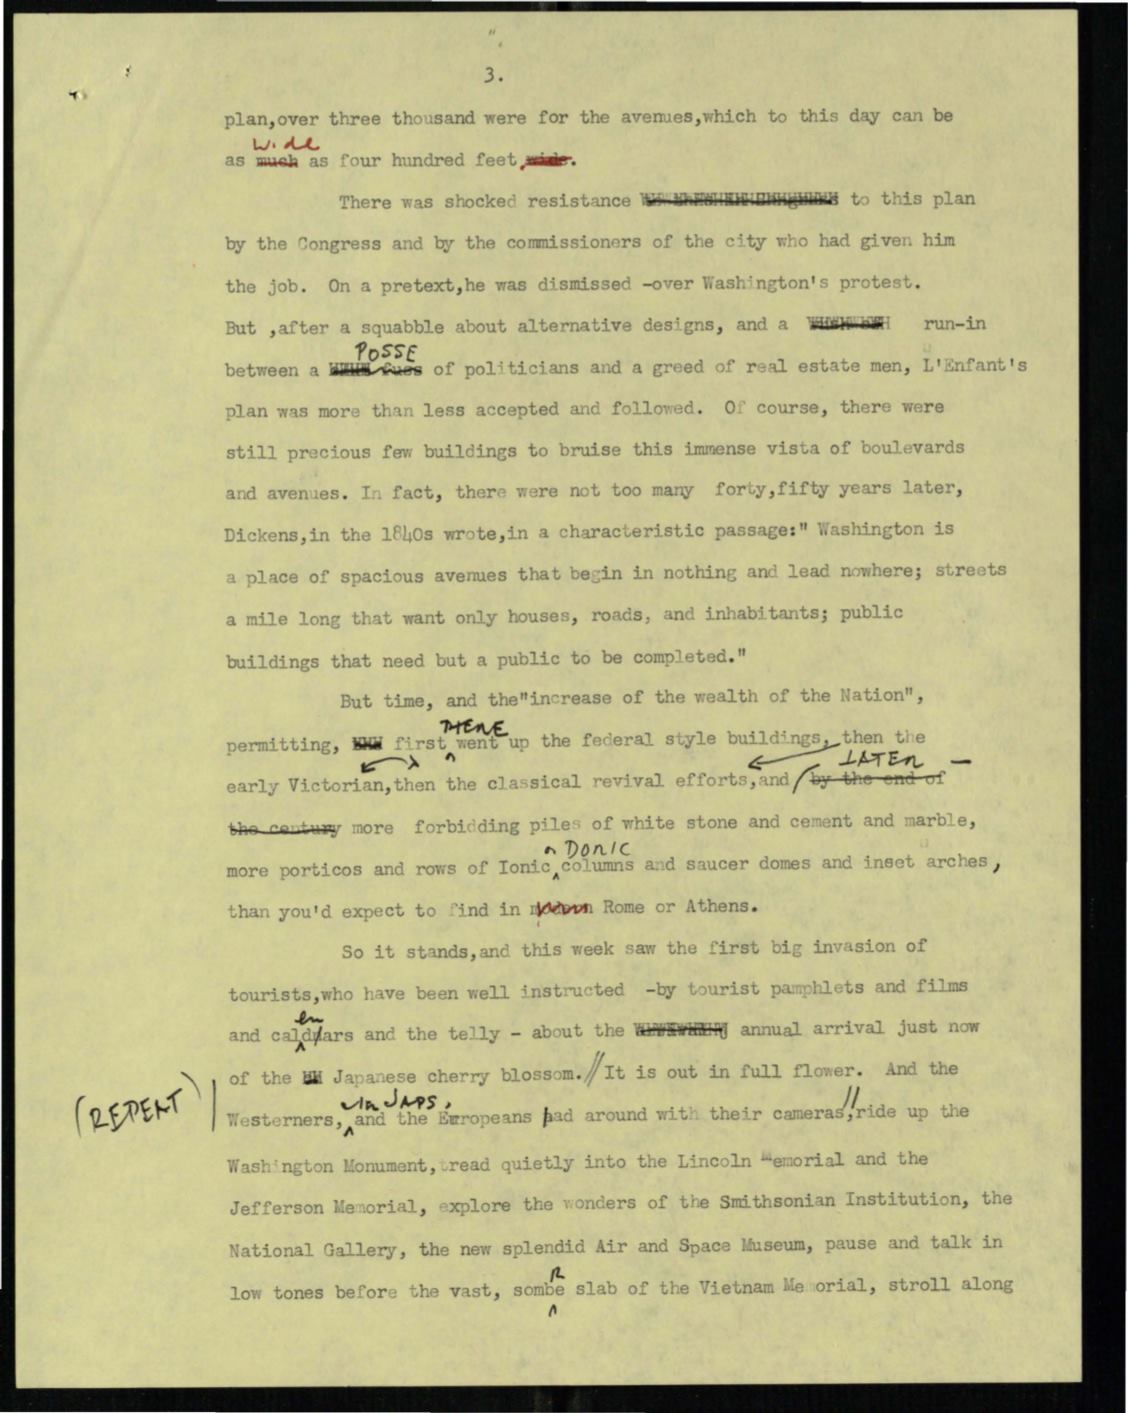 3.
plan,over three thousand were for the avenues,which to this day can be
wide
as much as four hundred feet, wide.
There was shocked resistance to this plan
by the Congress and by the commissioners of the city who had given him
the job. On a pretext,he was dismissed -over Washington's protest.
But ,after a squabble about alternative designs, and a run-in
POSSE
between a fuss of politicians and a greed of real estate men, L'Enfant's
plan was more than less accepted and followed. Of course, there were
still precious few buildings to bruise this immense vista of boulevards
and avenues. In fact, there were not too many forty,fifty years later,
Dickens,in the 1840s wrote,in a characteristic passage:" Washington is
a place of spacious avenues that begin in nothing and lead nowhere; streets
a mile long that want only houses, roads, and inhabitants; public
buildings that need but a public to be completed."
But time, and the"increase of the wealth of the Nation",
THERE
permitting, first went up the federal style buildings, then the
LATER —
early Victorian,then the classical revival efforts,and by the end of
the century more forbidding piles of white stone and cement and marble,
DORIC
more porticos and rows of Ionic columns and saucer domes and inset arches,
than you'd expect to find in modern Rome or Athens.
So it stands,and this week saw the first big invasion of
tourists,who have been well instructed -by tourist pamphlets and films
en
and caldars and the telly - about the annual arrival just now
of the Japanese cherry blossom.// It is out in full flower. And the
(REPEAT)
JAPS,
Westerners, and the Europeans pad around with their cameras,//ride up the
Washington Monument,tread quietly into the Lincoln Memorial and the
Jefferson Memorial, explore the wonders of the Smithsonian Institution, the
National Gallery, the new splendid Air and Space Museum, pause and talk in
R
low tones before the vast, sombe slab of the Vietnam Memorial, stroll along